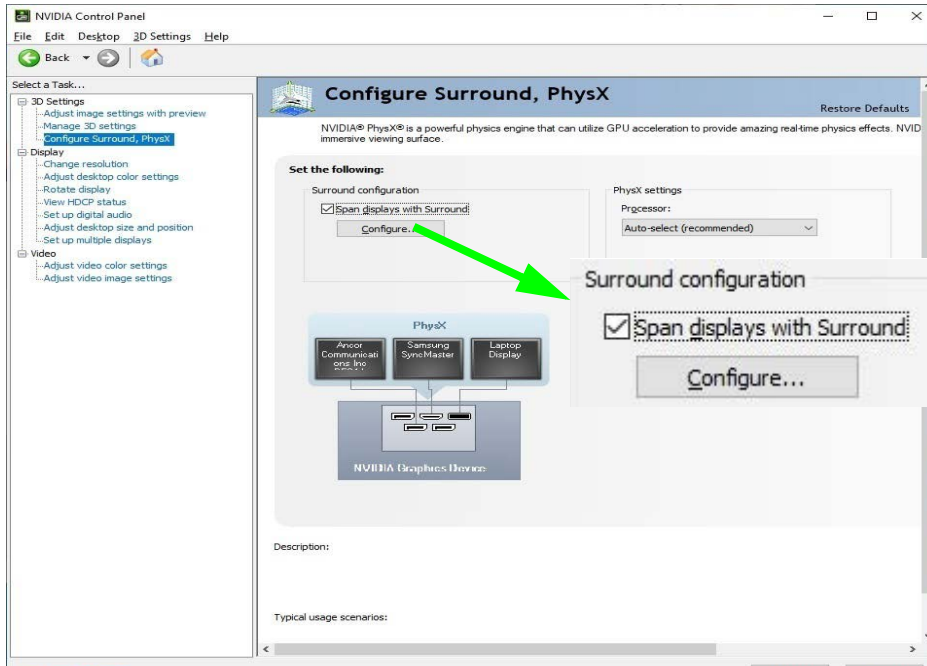 NVIDIA Control Panel
File Edit Desktop 3D Settings Help
Back
Select a Task...
3D Settings
Adjust image settings with preview
Manage 3D settings
Configure Surround, PhysX
Display
Change resolution
Adjust desktop color settings
Rotate display
View HDCP status
Set up digital audio
Adjust desktop size and position
Set up multiple displays
Video
Adjust video color settings
Adjust video image settings
Configure Surround, PhysX
Restore Defaults
NVIDIA® PhysX® is a powerful physics engine that can utilize GPU acceleration to provide amazing real-time physics effects. NVID
immersive viewing surface.
Set the following:
Surround configuration
Span displays with Surround
Configure...
PhysX settings
Processor:
Auto-select (recommended)
Surround configuration
Span displays with Surround
Configure...
PhysX
Ancor
Communicati
ons Inc
Samsung
SyncMaster
Laptop
Display
NVIDIA Graphics Device
Description:
Typical usage scenarios: